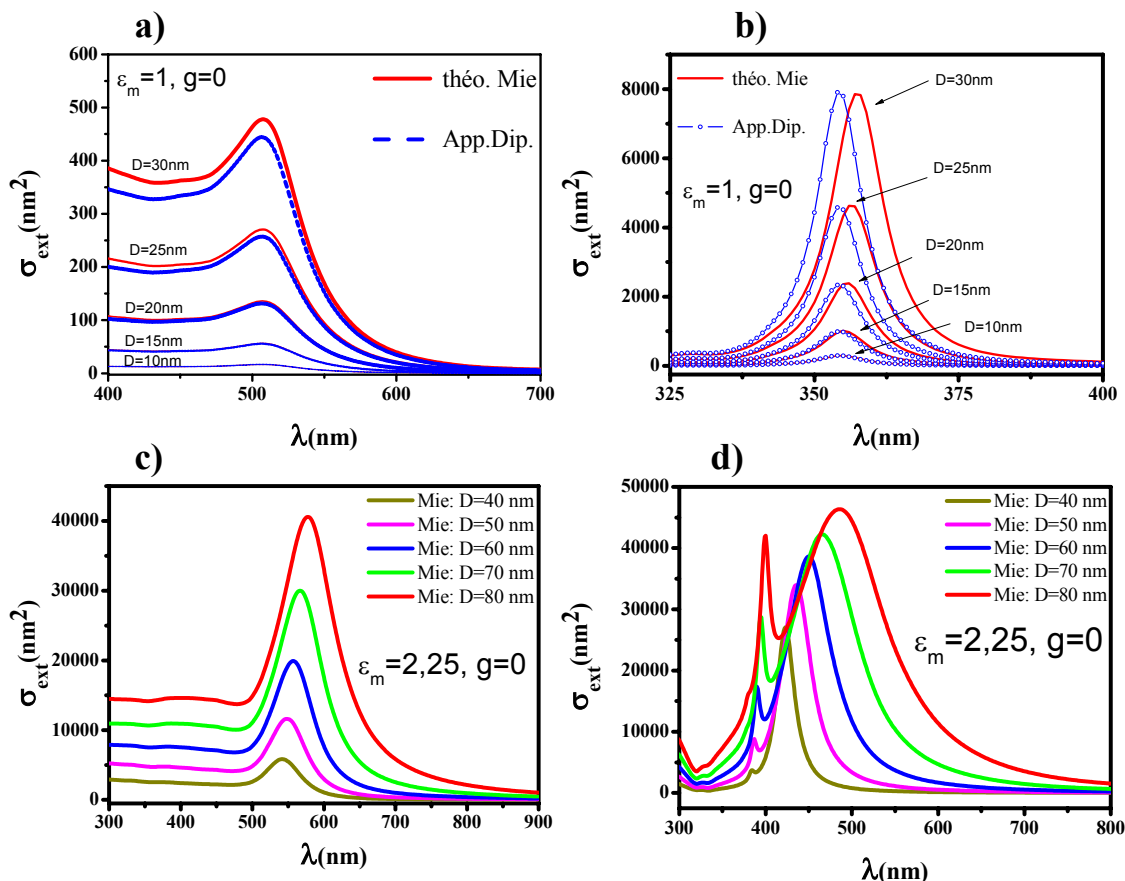 a)
600
500
400
300
200
100
0
σext(nm²)
εm=1, g=0
théo. Mie
App.Dip.
D=30nm
D=25nm
D=20nm
D=15nm
D=10nm
400
500
600
700
λ(nm)
b)
8000
6000
4000
2000
0
σext(nm²)
théo. Mie
App.Dip.
εm=1, g=0
D=30nm
D=25nm
D=20nm
D=15nm
D=10nm
325
350
375
400
λ(nm)
c)
40000
30000
20000
10000
0
σext(nm²)
Mie: D=40 nm
Mie: D=50 nm
Mie: D=60 nm
Mie: D=70 nm
Mie: D=80 nm
εm=2,25, g=0
300
400
500
600
700
800
900
λ(nm)
d)
50000
40000
30000
20000
10000
0
σext(nm²)
Mie: D=40 nm
Mie: D=50 nm
Mie: D=60 nm
Mie: D=70 nm
Mie: D=80 nm
εm=2,25, g=0
300
400
500
600
700
800
λ(nm)